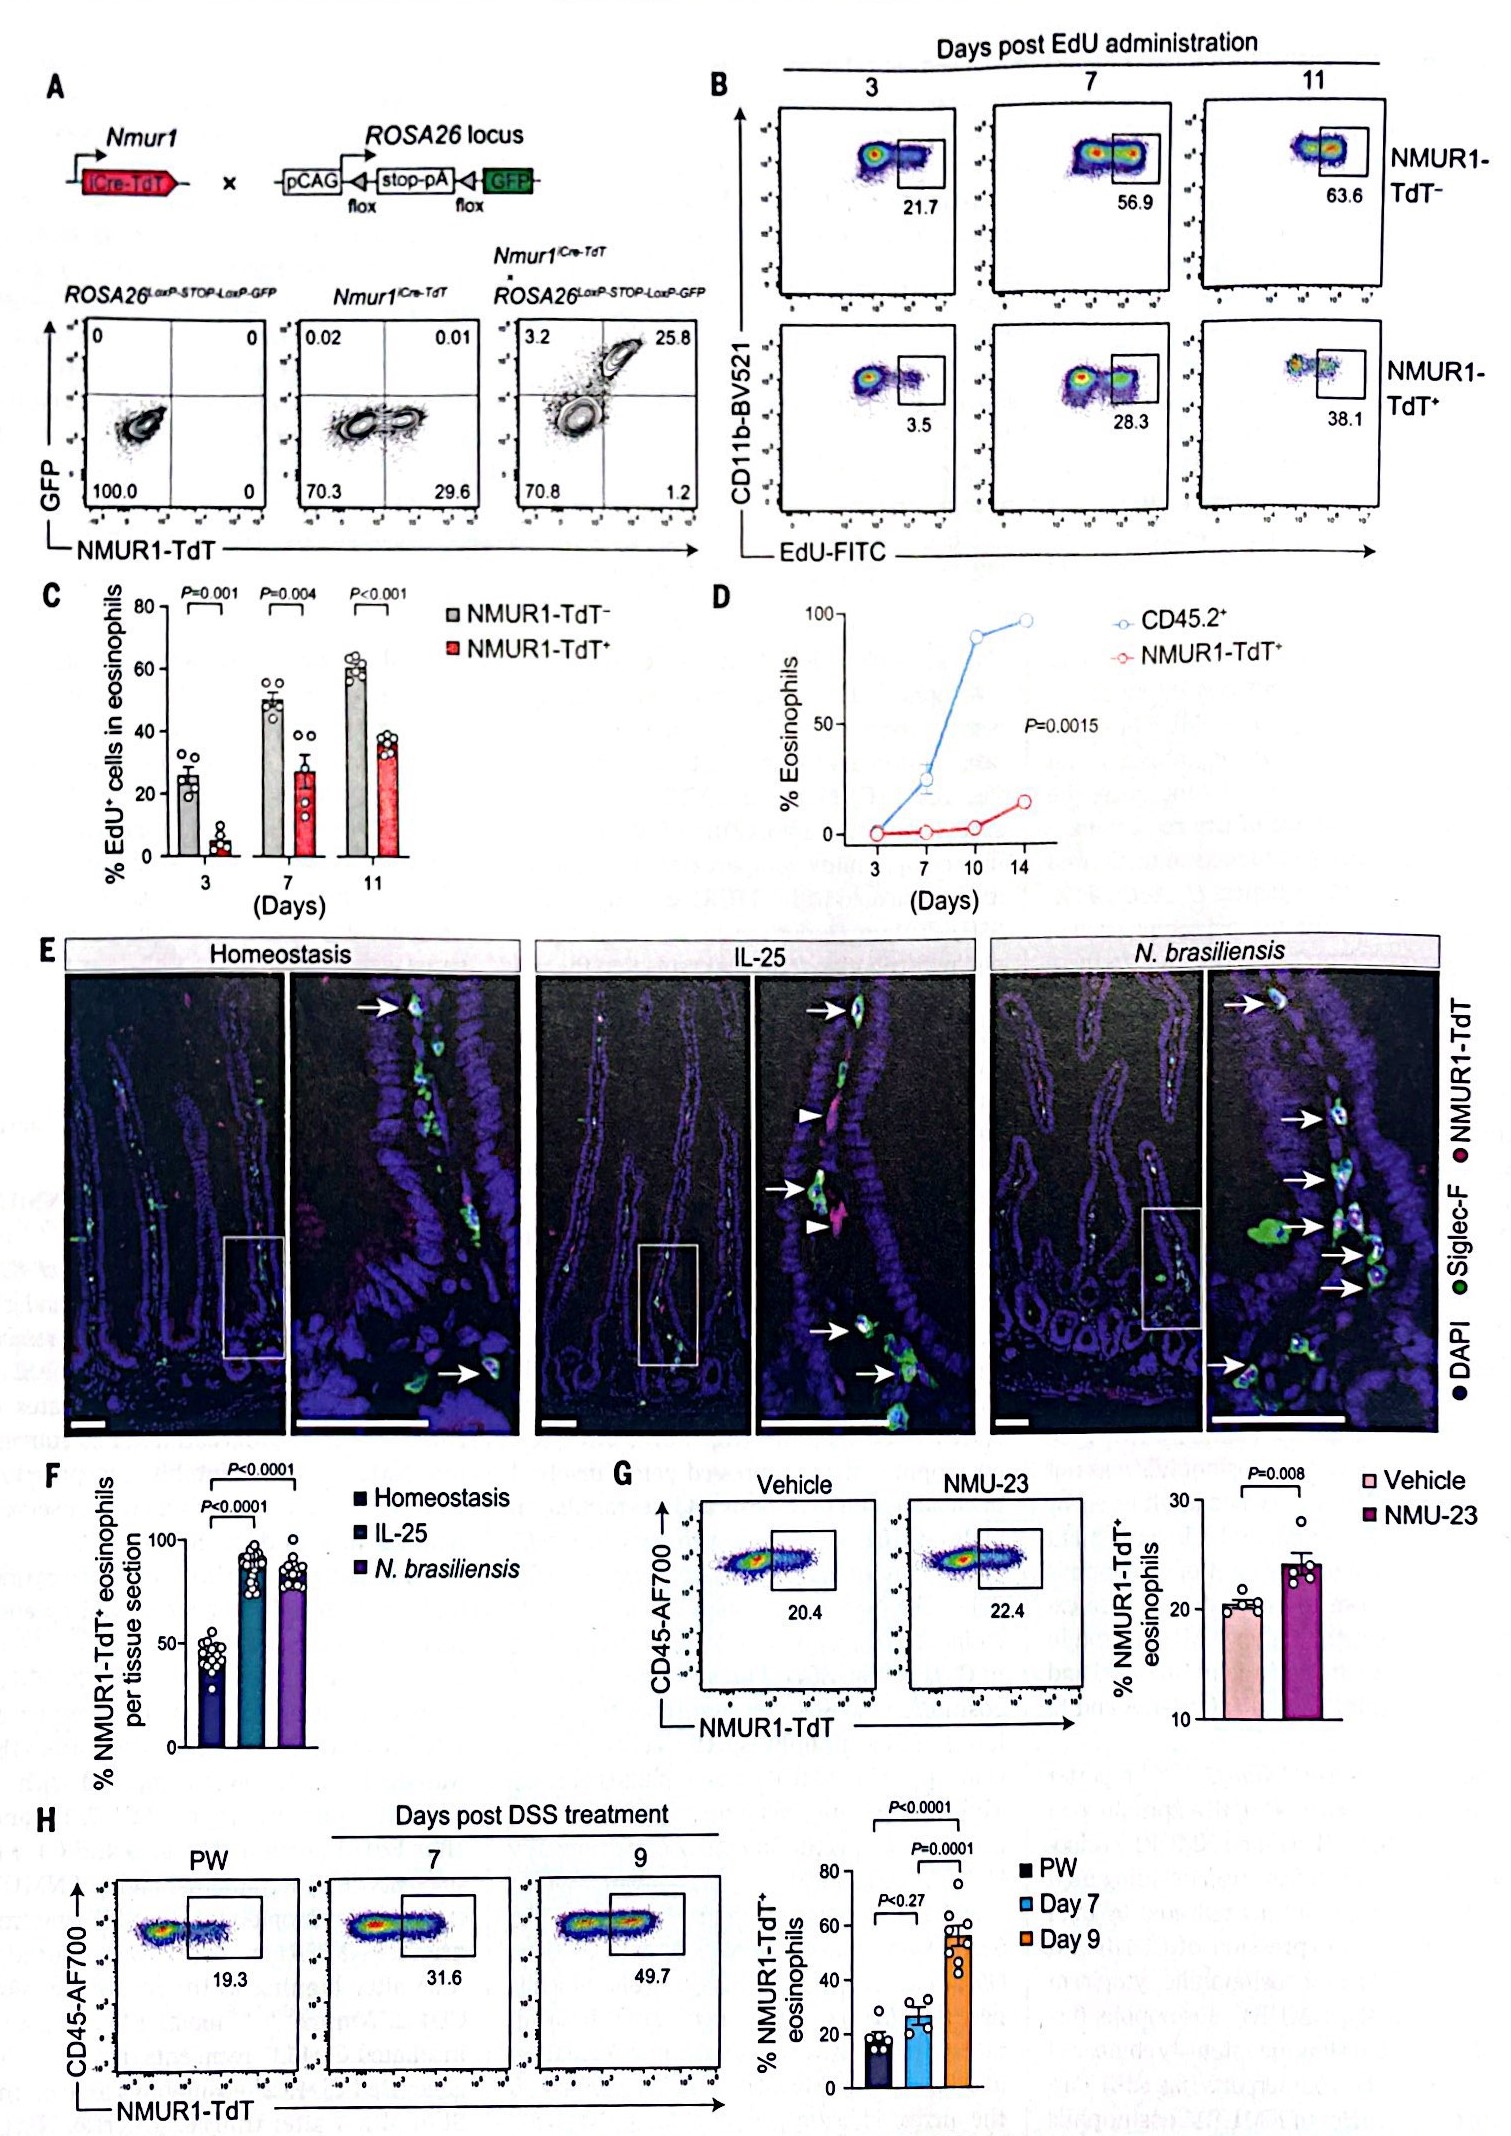 A
Nmur1
ROSA26 locus
iCre-TdT
x
pCAG
stop-pA
GFP
flox
flox
ROSA26LoxP-STOP-LoxP-GFP
Nmur1iCre-TdT
Nmur1iCre-TdT
x
ROSA26LoxP-STOP-LoxP-GFP
0
0
100.0
0
0.02
0.01
70.3
29.6
3.2
25.8
70.8
1.2
GFP
NMUR1-TdT
B
Days post EdU administration
3
7
11
21.7
56.9
63.6
NMUR1-
TdT-
3.5
28.3
38.1
NMUR1-
TdT+
CD11b-BV521
EdU-FITC
C
% EdU+ cells in eosinophils
80
60
40
20
0
P=0.001
P=0.004
P<0.001
3
7
11
(Days)
NMUR1-TdT-
NMUR1-TdT+
D
% Eosinophils
100
50
0
3
7
10
14
(Days)
P=0.0015
CD45.2+
NMUR1-TdT+
E
Homeostasis
IL-25
N. brasiliensis
DAPI
Siglec-F
NMUR1-TdT
F
% NMUR1-TdT+ eosinophils
per tissue section
100
50
0
P<0.0001
P<0.0001
Homeostasis
IL-25
N. brasiliensis
G
Vehicle
NMU-23
20.4
22.4
CD45-AF700
NMUR1-TdT
% NMUR1-TdT+
eosinophils
30
20
10
P=0.008
Vehicle
NMU-23
H
Days post DSS treatment
PW
7
9
19.3
31.6
49.7
CD45-AF700
NMUR1-TdT
% NMUR1-TdT+
eosinophils
80
60
40
20
0
P<0.0001
P=0.0001
P<0.27
PW
Day 7
Day 9